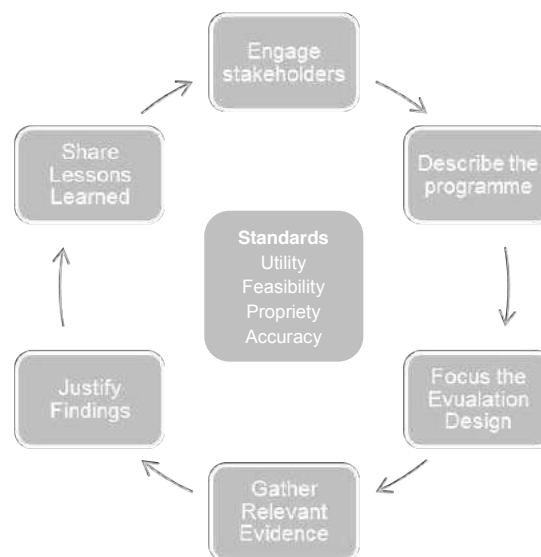 Engage
stakeholders
Describe the
programme
Focus the
Evualation
Design
Gather
Relevant
Evidence
Justify
Findings
Share
Lessons
Learned
Standards
Utility
Feasibility
Propriety
Accuracy